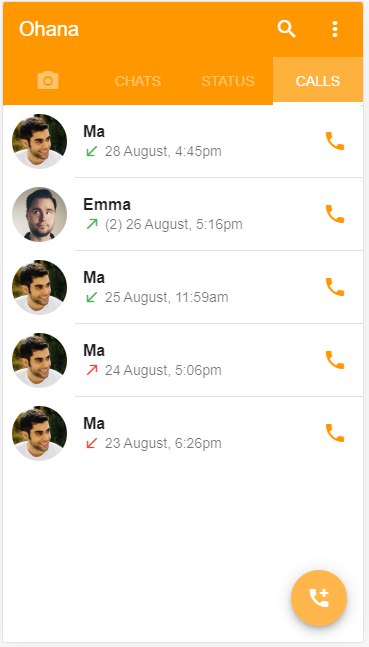 Ohana
CHATS
STATUS
CALLS
Ma
28 August, 4:45pm
Emma
(2) 26 August, 5:16pm
Ma
25 August, 11:59am
Ma
24 August, 5:06pm
Ma
23 August, 6:26pm